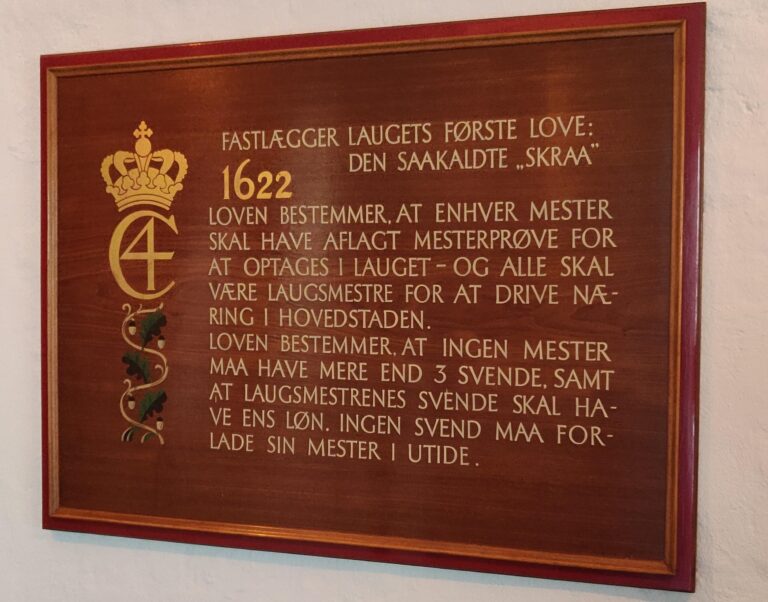 C4
FASTLÆGGER LAUGETS FØRSTE LOVE:
DEN SAAKALDTE „SKRAA”
1622
LOVEN BESTEMMER, AT ENHVER MESTER
SKAL HAVE AFLAGT MESTERPRØVE FOR
AT OPTAGES I LAUGET – OG ALLE SKAL
VÆRE LAUGSMESTRE FOR AT DRIVE NÆ-
RING I HOVEDSTADEN.
LOVEN BESTEMMER, AT INGEN MESTER
MAA HAVE MERE END 3 SVENDE, SAMT
AT LAUGSMESTRENES SVENDE SKAL HA-
VE ENS LØN. INGEN SVEND MAA FOR-
LADE SIN MESTER I UTIDE.